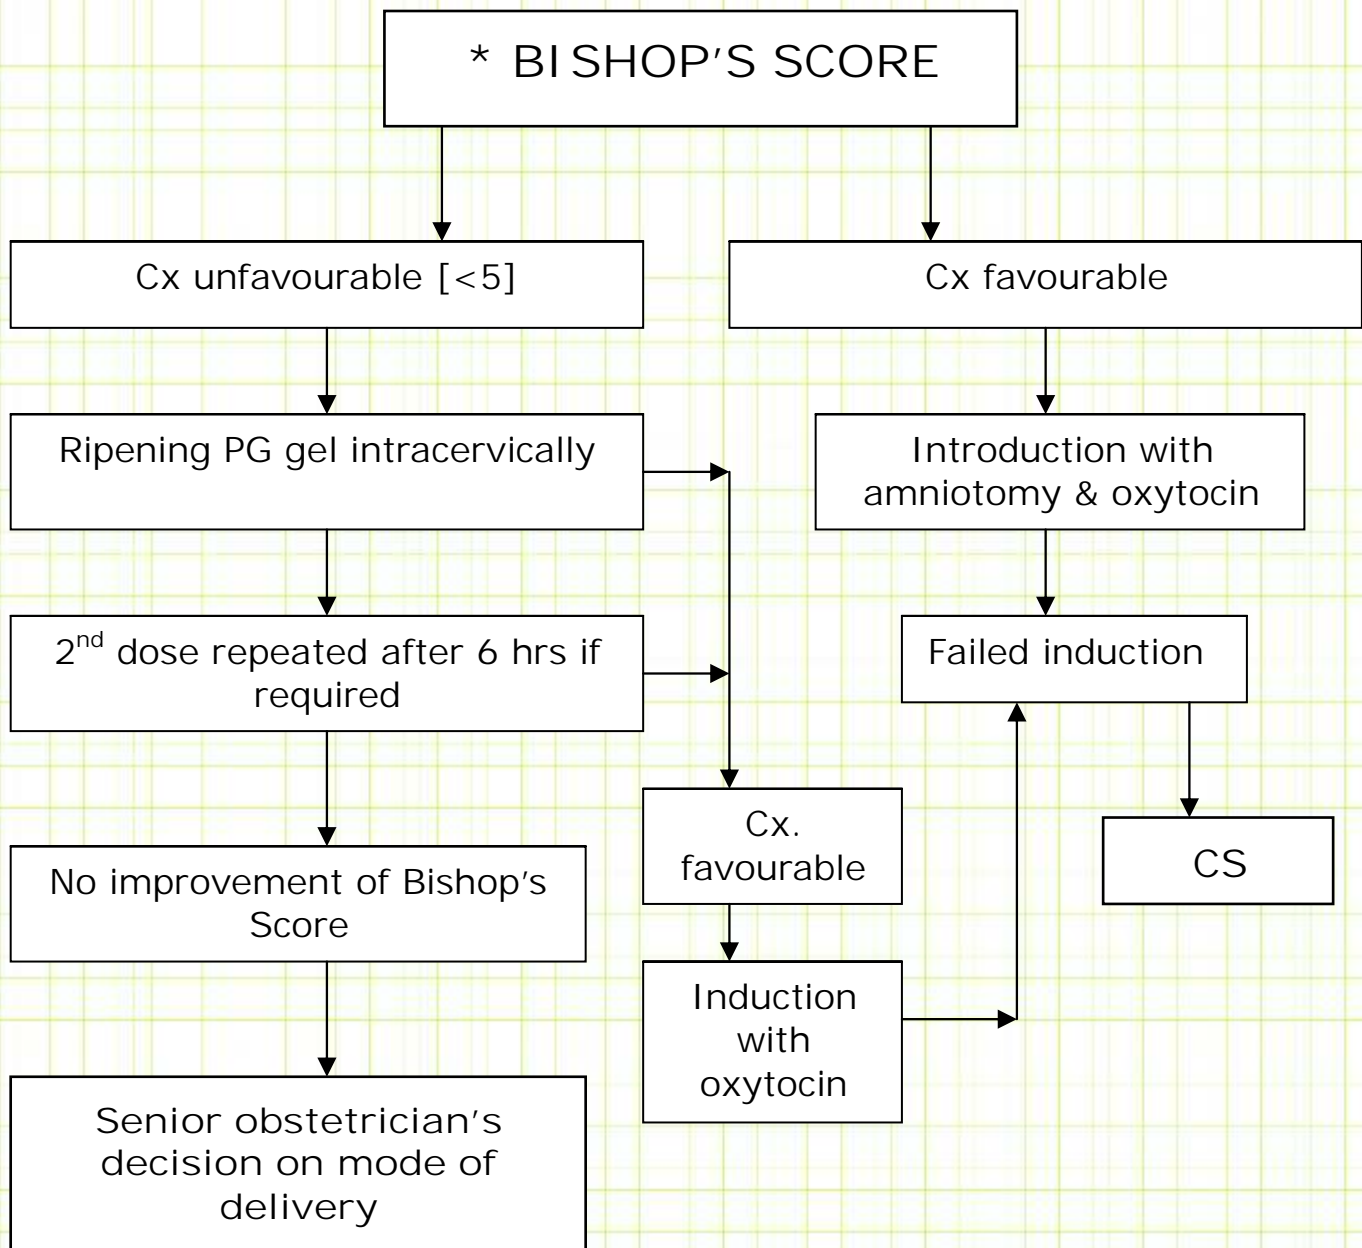 * BISHOP'S SCORE
Cx unfavourable [<5]
Cx favourable
Ripening PG gel intracervically
Introduction with
amniotomy & oxytocin
2nd dose repeated after 6 hrs if
required
Failed induction
Cx.
favourable
CS
No improvement of Bishop's
Score
Induction
with
oxytocin
Senior obstetrician's
decision on mode of
delivery